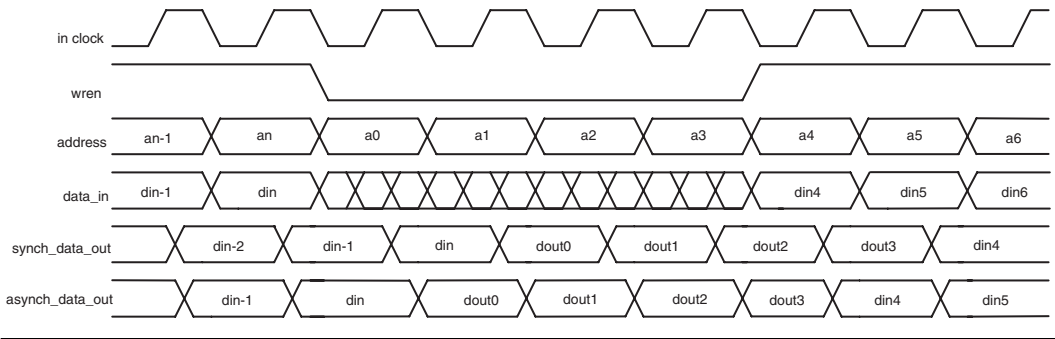 in clock
wren
address an-1 an a0 a1 a2 a3 a4 a5 a6
data_in din-1 din din4 din5 din6
synch_data_out din-2 din-1 din dout0 dout1 dout2 dout3 din4
asynch_data_out din-1 din dout0 dout1 dout2 dout3 din4 din5